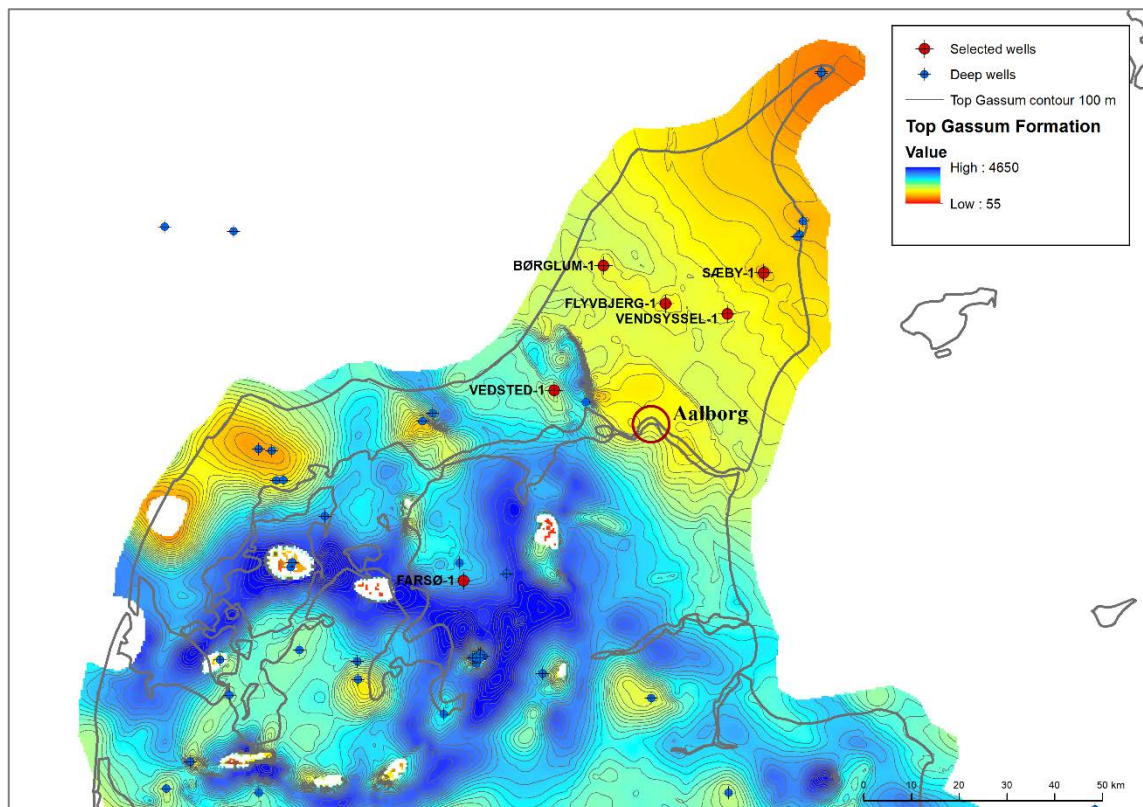 Selected wells
Deep wells
Top Gassum contour 100 m
Top Gassum Formation
Value
High : 4650
Low : 55
BØRGLUM-1
SÆBY-1
FLYVBJERG-1
VENDSYSSEL-1
VEDSTED-1
Aalborg
FARSØ-1
0 10 20 30 40 50 km